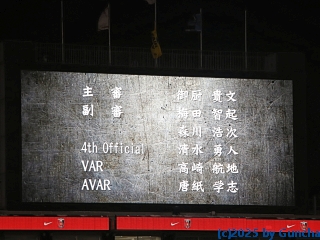 主審 御厨 貴文
副審 梅田 智起
森川 浩次
4th Official 清水 勇人
VAR 高崎 航地
AVAR 唐紙 学志
(c)2023 by Guncha